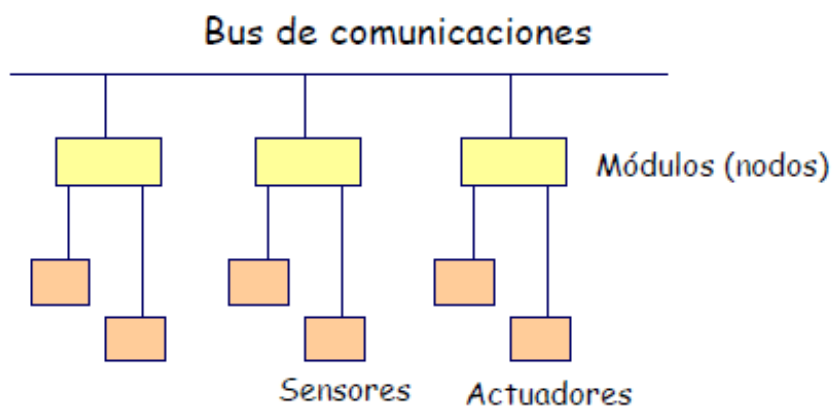 Bus de comunicaciones
Módulos (nodos)
Sensores
Actuadores